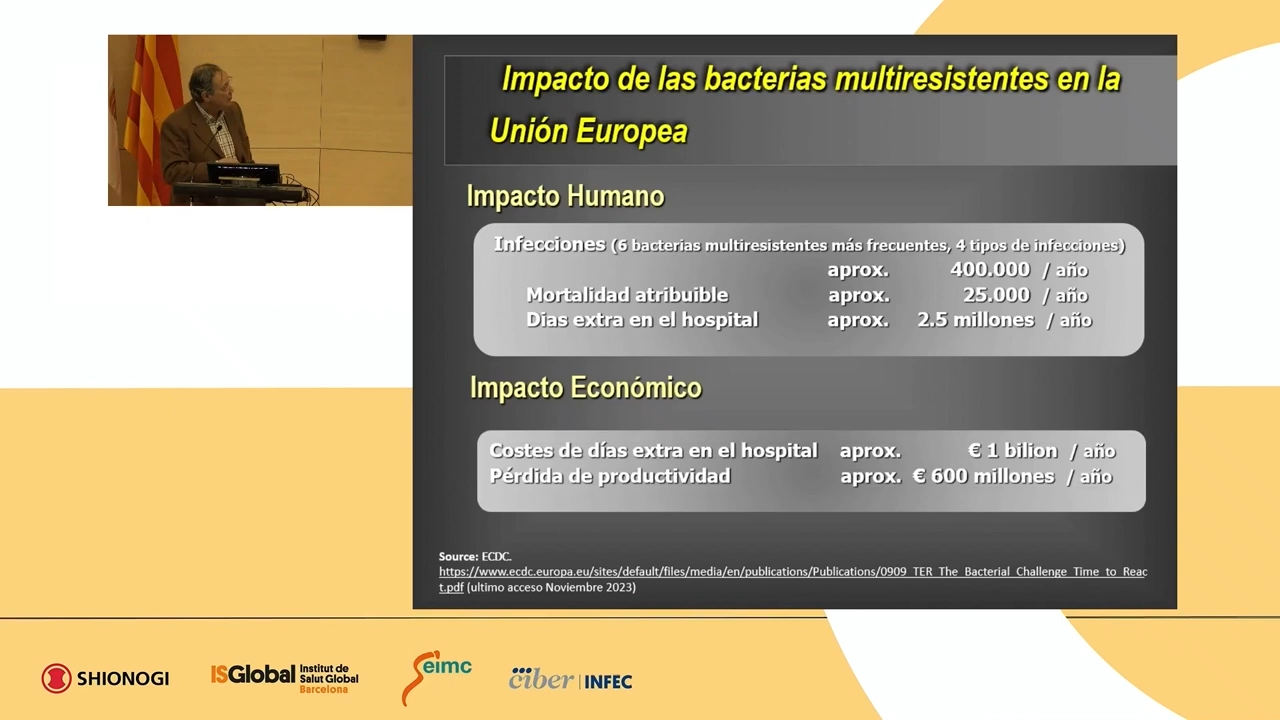 Impacto de las bacterias multiresistentes en la
Unión Europea
Impacto Humano
Infecciones (6 bacterias multiresistentes más frecuentes, 4 tipos de infecciones)
aprox. 400.000 / año
Mortalidad atribuible aprox. 25.000 / año
Dias extra en el hospital aprox. 2.5 millones / año
Impacto Económico
Costes de días extra en el hospital aprox. € 1 bilion / año
Pérdida de productividad aprox. € 600 millones / año
Source: ECDC.
https://www.ecdc.europa.eu/sites/default/files/media/en/publications/Publications/0909_TER_The_Bacterial_Challenge_Time_to_Reac
t.pdf (ultimo acceso Noviembre 2023)
SHIONOGI
ISGlobal Institut de
Salut Global
Barcelona
Seimc
ciber INFEC